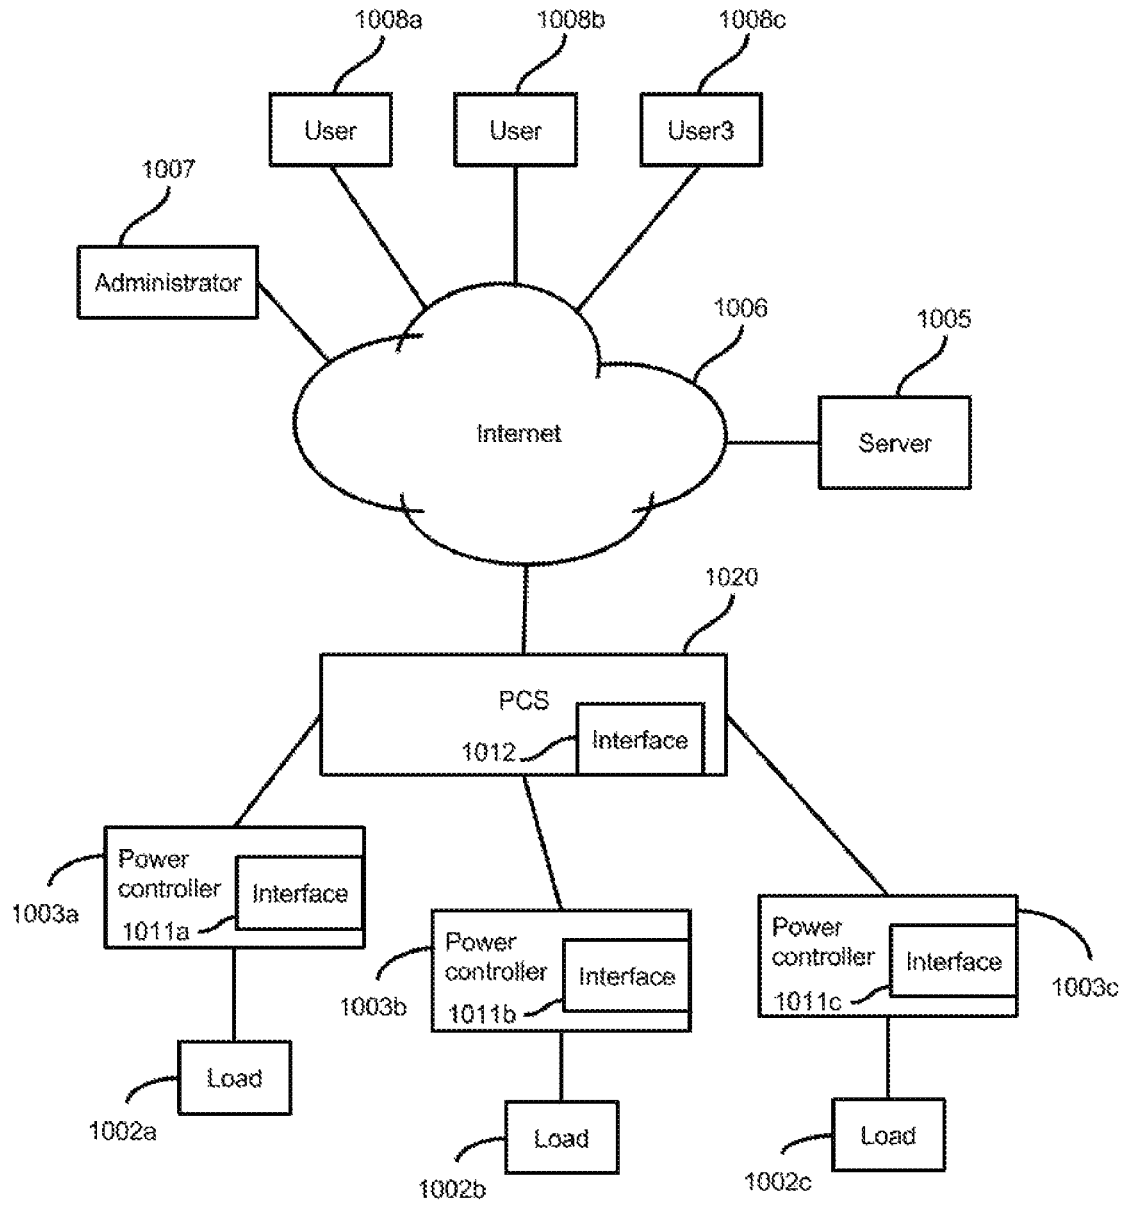 1008a
1008b
1008c
User
User
User3
1007
Administrator
1006
1005
Internet
Server
1020
PCS
1012
Interface
Power
controller
Interface
1003a
1011a
Power
controller
Interface
1003b
1011b
Power
controller
Interface
1003c
1011c
Load
1002a
Load
1002b
Load
1002c